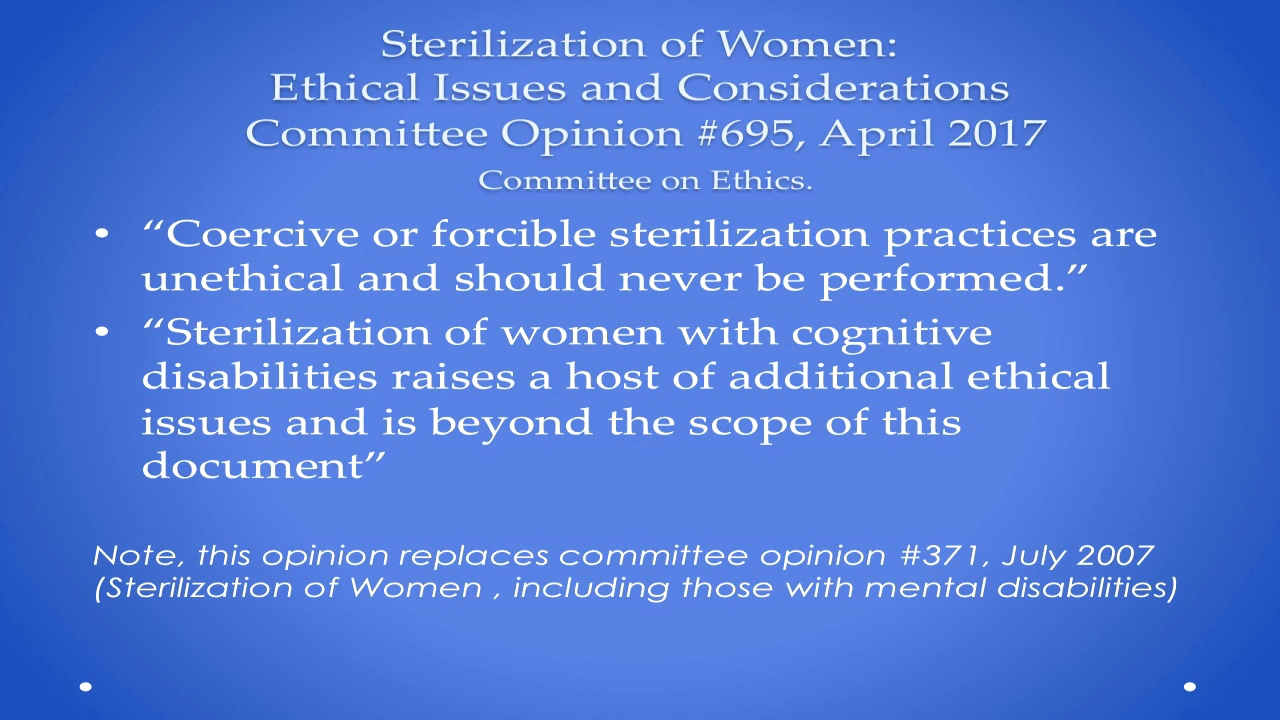 Sterilization of Women:
Ethical Issues and Considerations
Committee Opinion #695, April 2017
Committee on Ethics.
• “Coercive or forcible sterilization practices are
unethical and should never be performed.”
• “Sterilization of women with cognitive
disabilities raises a host of additional ethical
issues and is beyond the scope of this
document”
Note, this opinion replaces committee opinion #371, July 2007
(Sterilization of Women , including those with mental disabilities)